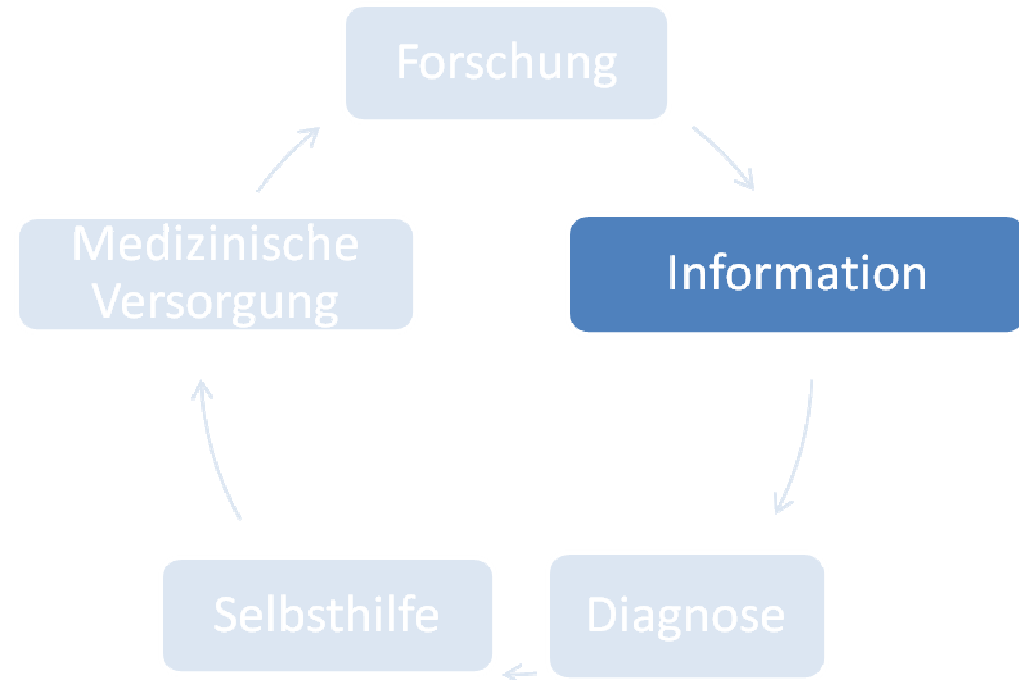 Forschung
Medizinische
Versorgung
Information
Selbsthilfe
Diagnose